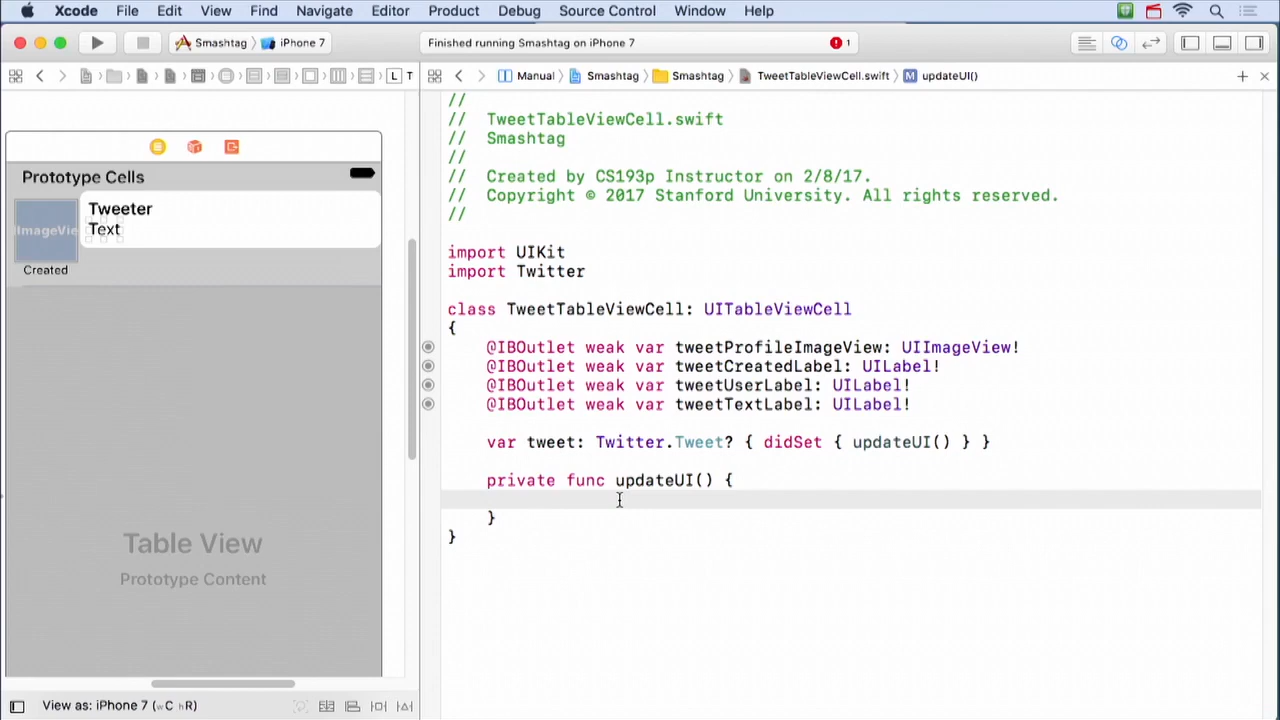 Xcode File Edit View Find Navigate Editor Product Debug Source Control Window Help
Smashtag iPhone 7 Finished running Smashtag on iPhone 7 1
L T Manual Smashtag Smashtag TweetTableViewCell.swift M updateUI()
Prototype Cells
ImageVie
Tweeter
Text
Created
Table View
Prototype Content
View as: iPhone 7 (wC hR)
//
// TweetTableViewCell.swift
// Smashtag
//
// Created by CS193p Instructor on 2/8/17.
// Copyright © 2017 Stanford University. All rights reserved.
//
import UIKit
import Twitter
class TweetTableViewCell: UITableViewCell
{
@IBOutlet weak var tweetProfileImageView: UIImageView!
@IBOutlet weak var tweetCreatedLabel: UILabel!
@IBOutlet weak var tweetUserLabel: UILabel!
@IBOutlet weak var tweetTextLabel: UILabel!
var tweet: Twitter.Tweet? { didSet { updateUI() } }
private func updateUI() {
}
}